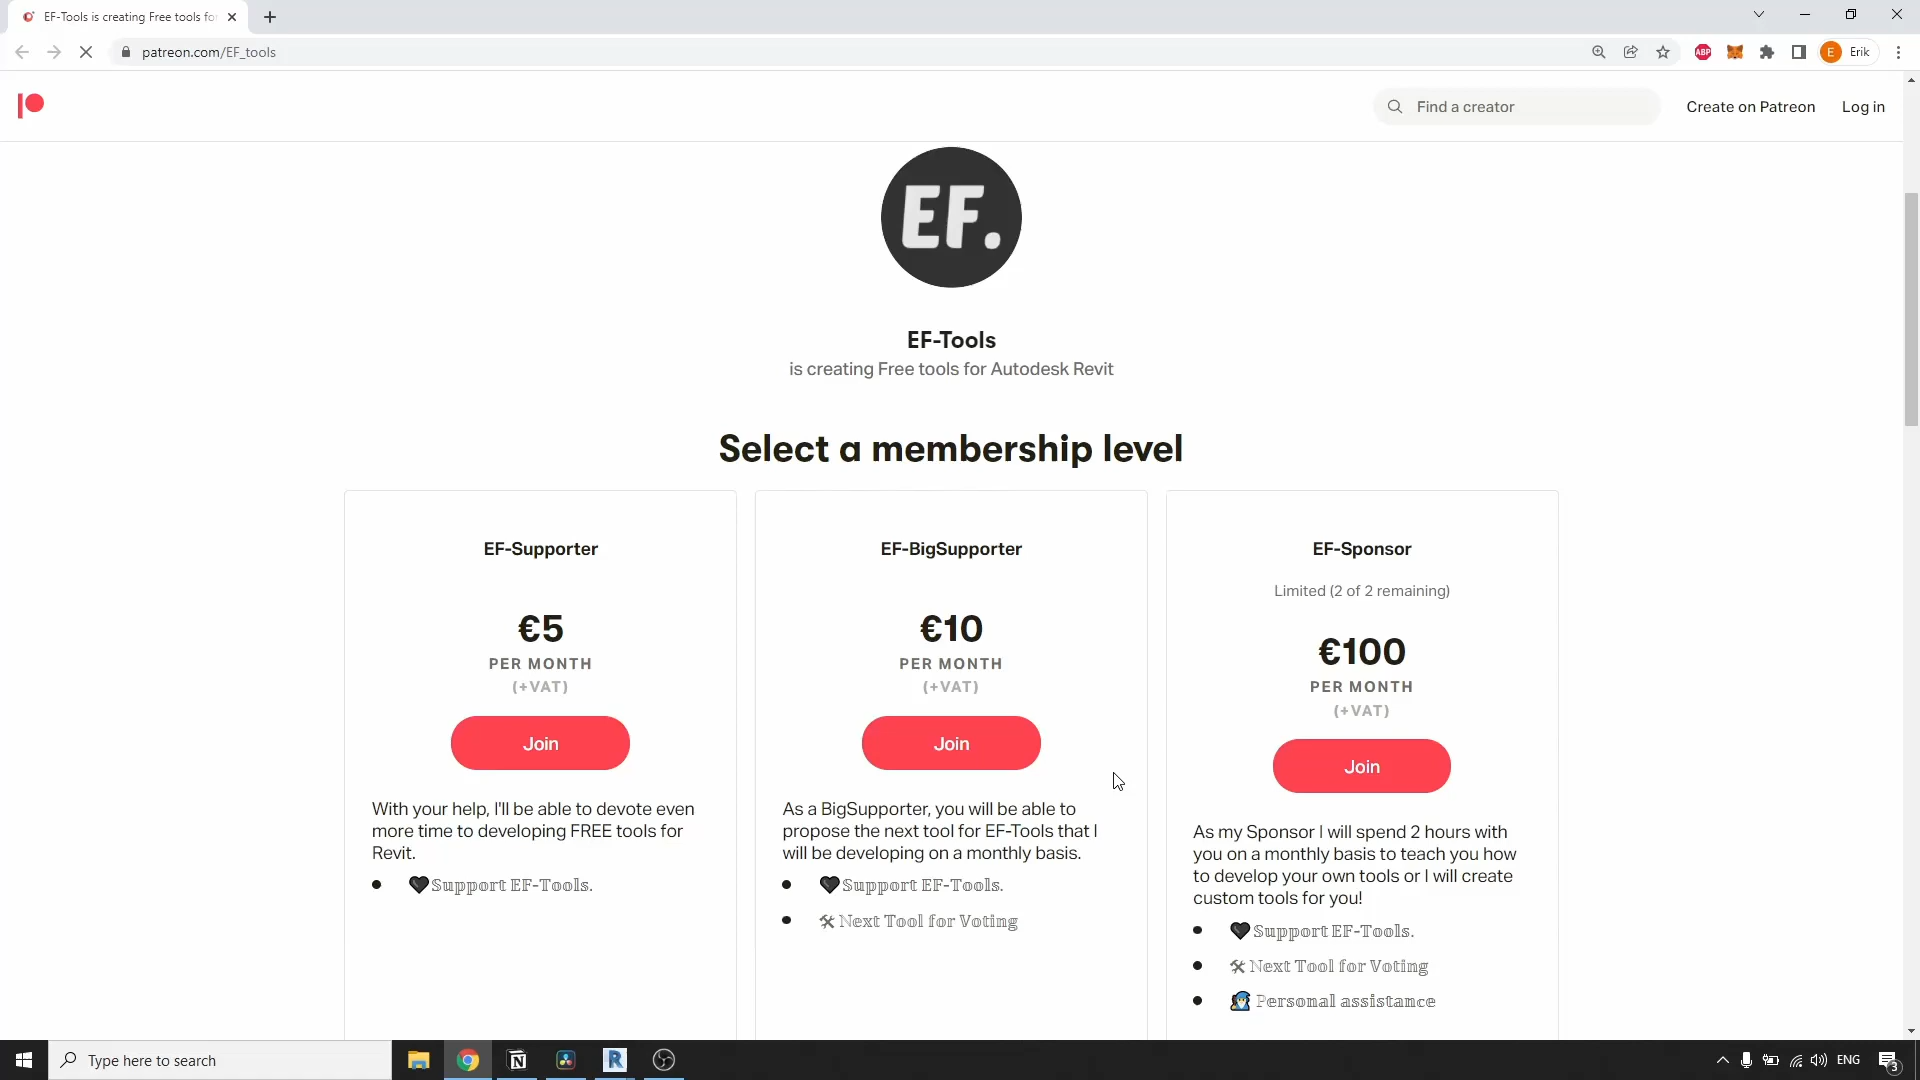 EF-Tools is creating Free tools for
patreon.com/EF_tools
ABP
E
Erik
Find a creator
Create on Patreon
Log in
EF.
EF-Tools
is creating Free tools for Autodesk Revit
Select a membership level
EF-Supporter
€5
PER MONTH
(+VAT)
Join
With your help, I'll be able to devote even
more time to developing FREE tools for
Revit.
🖤Support EF-Tools.
EF-BigSupporter
€10
PER MONTH
(+VAT)
Join
As a BigSupporter, you will be able to
propose the next tool for EF-Tools that I
will be developing on a monthly basis.
🖤Support EF-Tools.
🛠 Next Tool for Voting
EF-Sponsor
Limited (2 of 2 remaining)
€100
PER MONTH
(+VAT)
Join
As my Sponsor I will spend 2 hours with
you on a monthly basis to teach you how
to develop your own tools or I will create
custom tools for you!
🖤Support EF-Tools.
🛠 Next Tool for Voting
Personal assistance
Type here to search
N
R
ENG
3